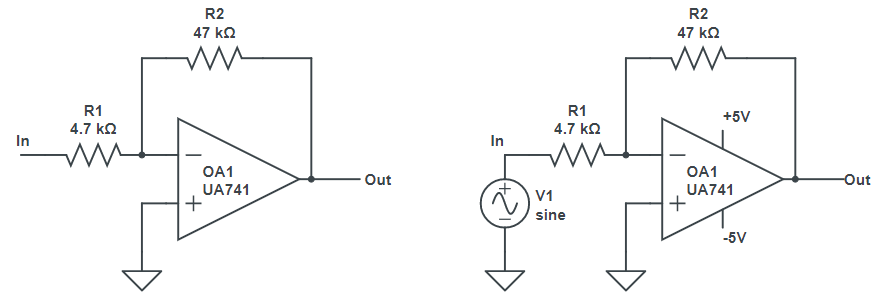 R2
47 kΩ
R1
4.7 kΩ
In
OA1
UA741
Out
R2
47 kΩ
R1
4.7 kΩ
+5V
In
OA1
UA741
Out
V1
sine
-5V